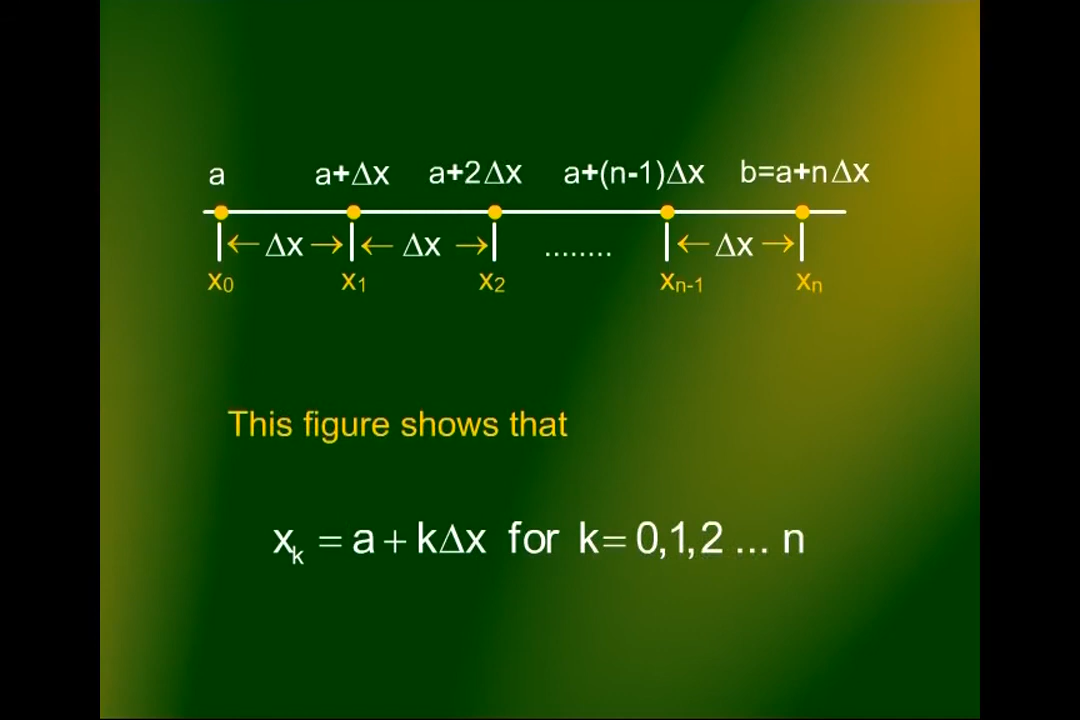 a a+Δx a+2Δx a+(n-1)Δx b=a+nΔx
←Δx→ ←Δx→ ........ ←Δx→
x₀ x₁ x₂ xₙ₋₁ xₙ
This figure shows that
xₖ = a + kΔx for k= 0,1,2 ... n